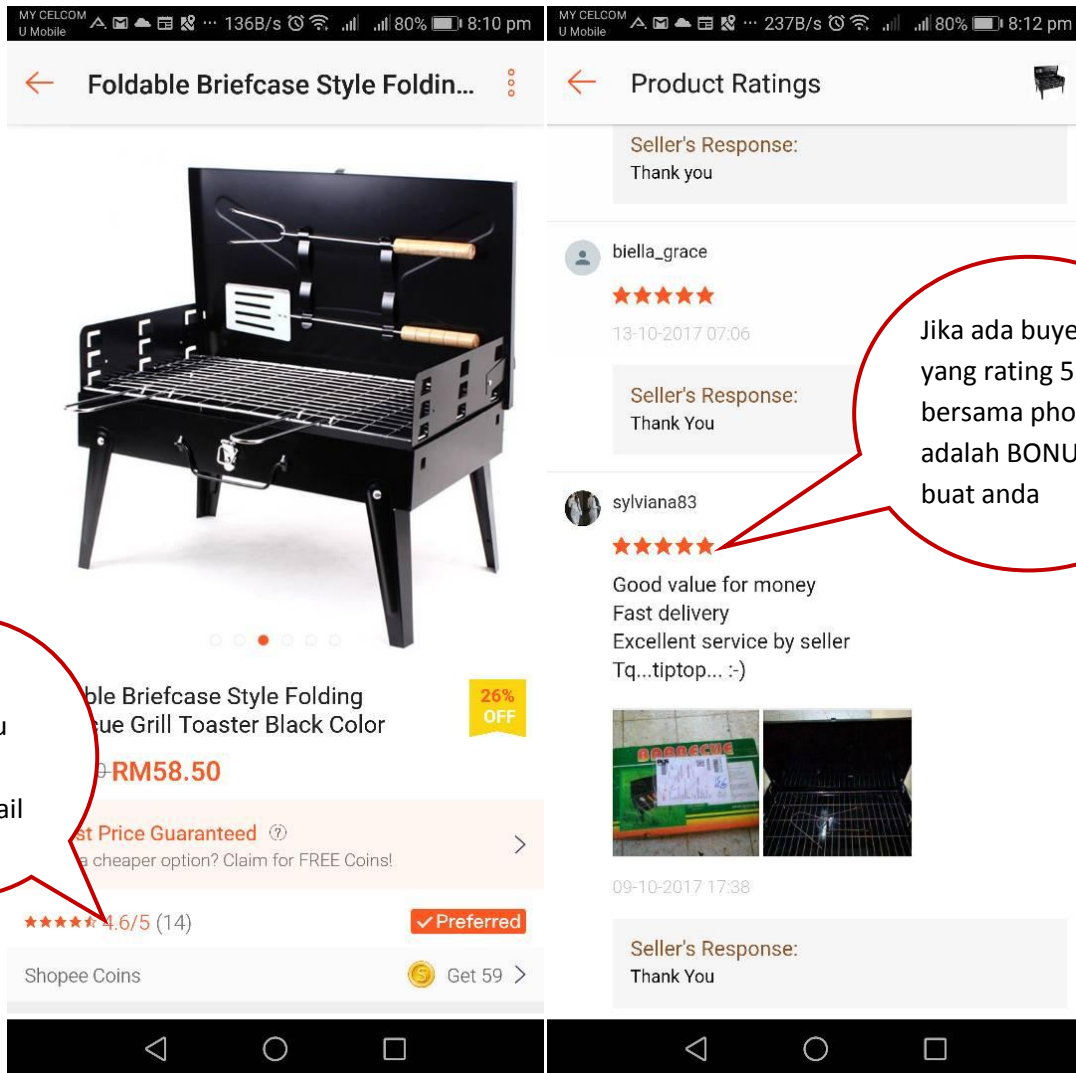 MY CELCOM
U Mobile
136B/s
80%
8:10 pm
Foldable Briefcase Style Foldin...
ble Briefcase Style Folding
cue Grill Toaster Black Color
26%
OFF
RM58.50
st Price Guaranteed ?
a cheaper option? Claim for FREE Coins!
4.6/5 (14)
Preferred
Shopee Coins
S
Get 59
u
ail
MY CELCOM
U Mobile
237B/s
80%
8:12 pm
Product Ratings
Seller's Response:
Thank you
biella_grace
13-10-2017 07:06
Seller's Response:
Thank You
sylviana83
Good value for money
Fast delivery
Excellent service by seller
Tq...tiptop... :-)
BARBECUE
09-10-2017 17:38
Seller's Response:
Thank You
Jika ada buye
yang rating 5
bersama pho
adalah BONU
buat anda